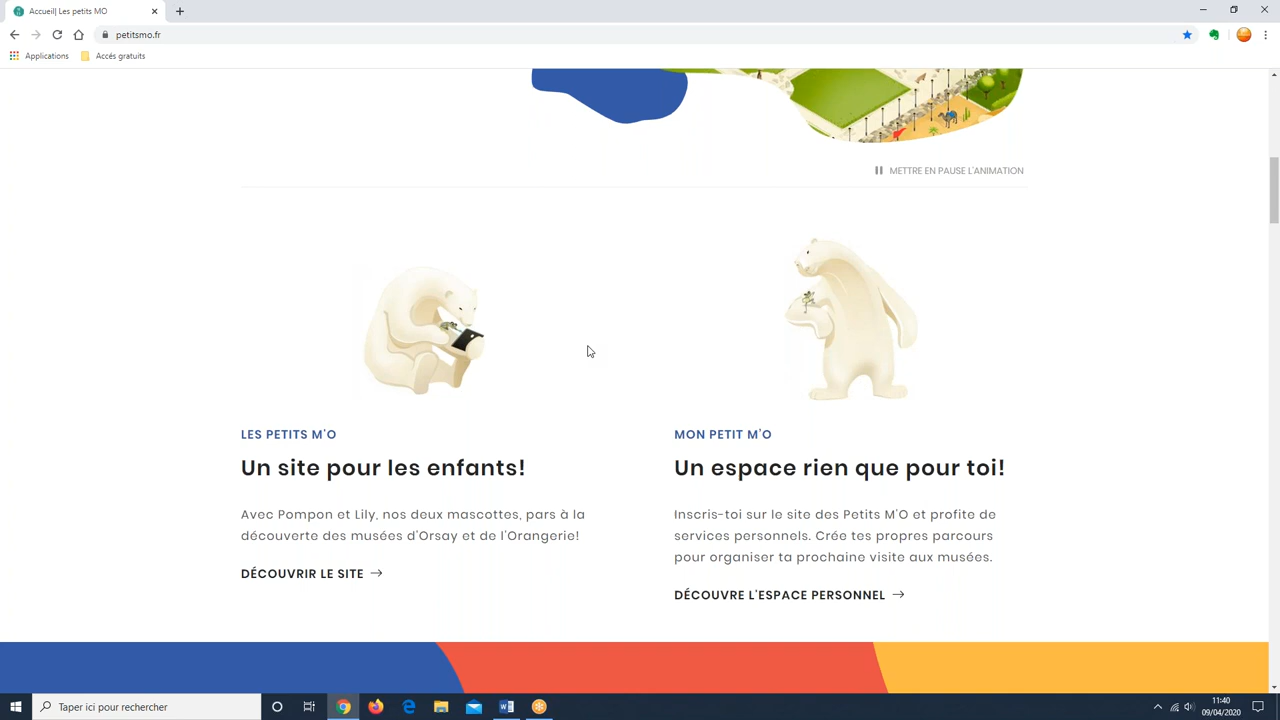 Accueil| Les petits MO
petitsmo.fr
Applications
Accés gratuits
METTRE EN PAUSE L'ANIMATION
LES PETITS M'O
Un site pour les enfants!
Avec Pompon et Lily, nos deux mascottes, pars à la
découverte des musées d'Orsay et de l'Orangerie!
DÉCOUVRIR LE SITE
MON PETIT M'O
Un espace rien que pour toi!
Inscris-toi sur le site des Petits M'O et profite de
services personnels. Crée tes propres parcours
pour organiser ta prochaine visite aux musées.
DÉCOUVRE L'ESPACE PERSONNEL
Taper ici pour rechercher
11:40
09/04/2020